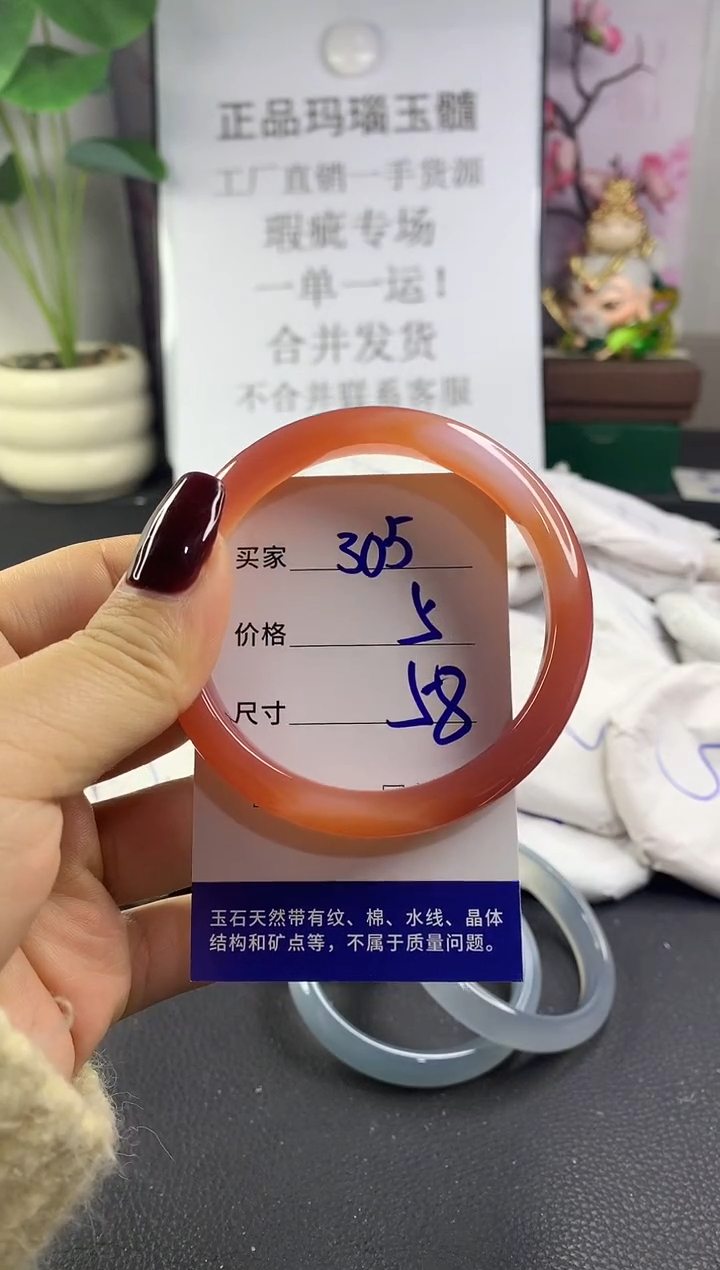 正品玛瑙玉髓
工厂直销一手货源
瑕疵专场
一单一运！
合并发货
不合并联系客服
买家 305
价格 5
尺寸 58
玉石天然带有纹、棉、水线、晶体
结构和矿点等，不属于质量问题。